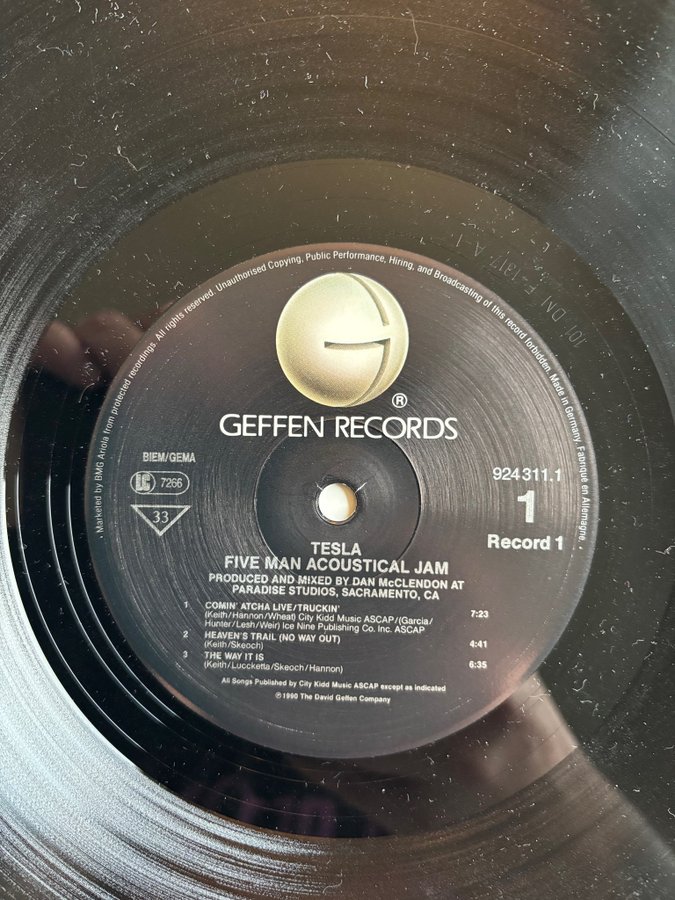 Marketed by BMG Ariola from protected recordings. All rights reserved. Unauthorised Copying, Public Performance, Hiring, and Broadcasting of this record forbidden. Made in Germany. Fabriqué en Allemagne.
®
GEFFEN RECORDS
BIEM/GEMA
LC 7266
33
924 311.1
1
Record 1
TESLA
FIVE MAN ACOUSTICAL JAM
PRODUCED AND MIXED BY DAN McCLENDON AT
PARADISE STUDIOS, SACRAMENTO, CA
1 COMIN' ATCHA LIVE/TRUCKIN' 7:23
(Keith/Hannon/Wheat) City Kidd Music ASCAP/(Garcia/
Hunter/Lesh/Weir) Ice Nine Publishing Co. Inc. ASCAP
2 HEAVEN'S TRAIL (NO WAY OUT) 4:41
(Keith/Skeoch)
3 THE WAY IT IS 6:35
(Keith/Luccketta/Skeoch/Hannon)
All Songs Published by City Kidd Music ASCAP except as indicated
℗ 1990 The David Geffen Company